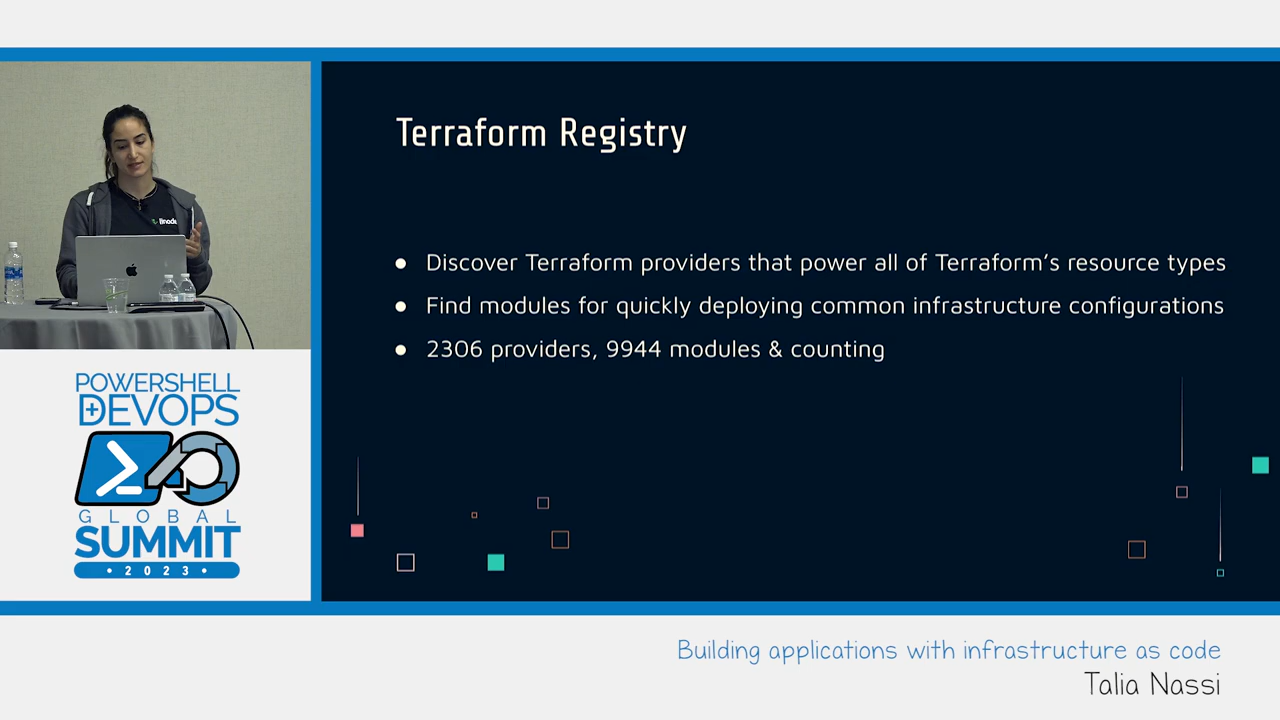 Terraform Registry
● Discover Terraform providers that power all of Terraform’s resource types
● Find modules for quickly deploying common infrastructure configurations
● 2306 providers, 9944 modules & counting
linode
POWERSHELL
+DEVOPS
GLOBAL
SUMMIT
• 2023 •
Building applications with infrastructure as code
Talia Nassi